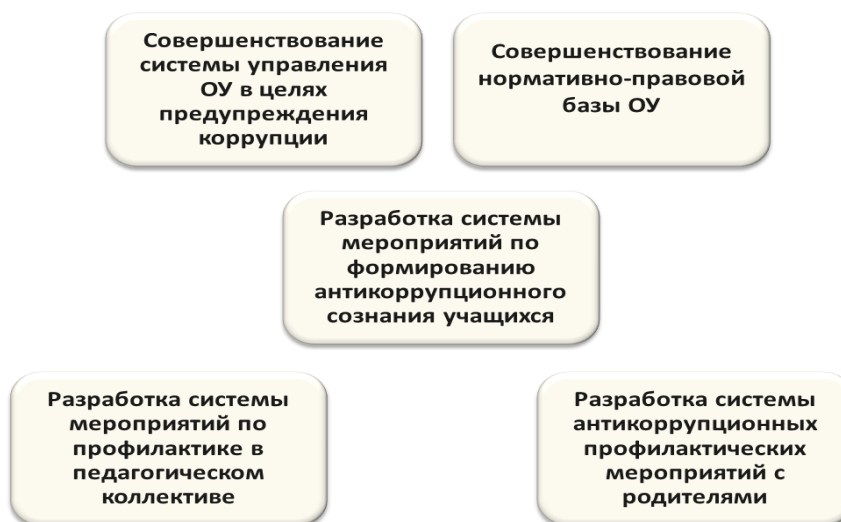 Совершенствование
системы управления
ОУ в целях
предупреждения
коррупции
Совершенствование
нормативно-правовой
базы ОУ
Разработка системы
мероприятий по
формированию
антикоррупционного
сознания учащихся
Разработка системы
мероприятий по
профилактике в
педагогическом
коллективе
Разработка системы
антикоррупционных
профилактических
мероприятий с
родителями